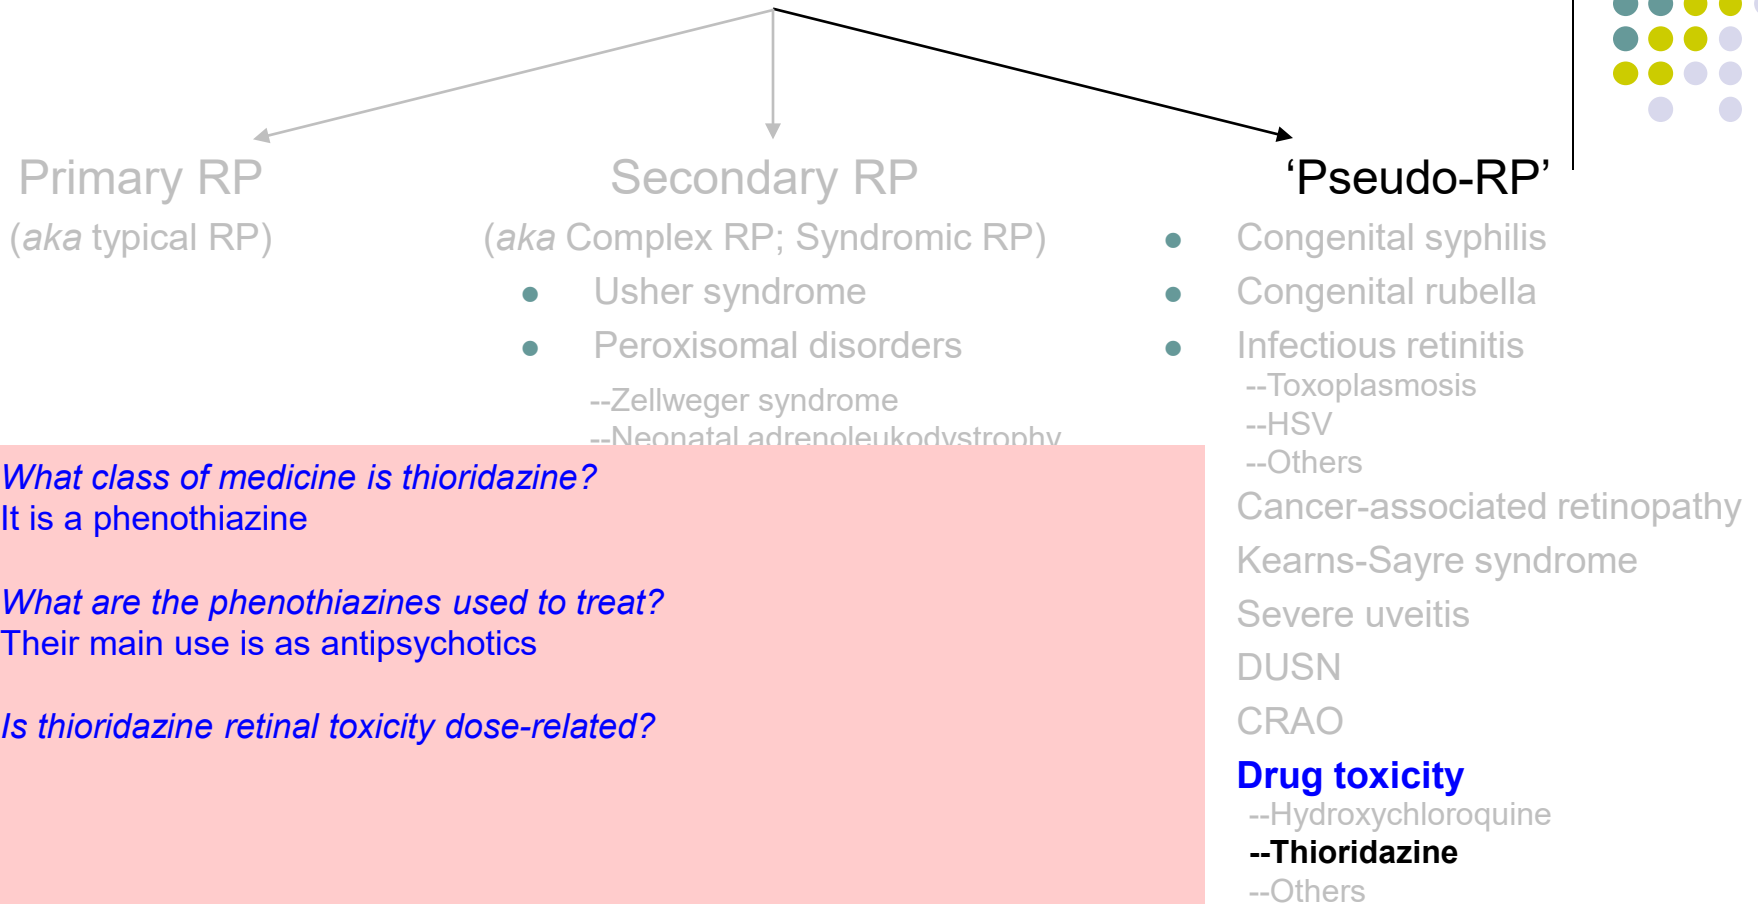 Primary RP
(aka typical RP)
Secondary RP
(aka Complex RP; Syndromic RP)
● Usher syndrome
● Peroxisomal disorders
--Zellweger syndrome
--Neonatal adrenoleukodystrophy
‘Pseudo-RP’
● Congenital syphilis
● Congenital rubella
● Infectious retinitis
--Toxoplasmosis
--HSV
--Others
Cancer-associated retinopathy
Kearns-Sayre syndrome
Severe uveitis
DUSN
CRAO
Drug toxicity
--Hydroxychloroquine
--Thioridazine
--Others
What class of medicine is thioridazine?
It is a phenothiazine
What are the phenothiazines used to treat?
Their main use is as antipsychotics
Is thioridazine retinal toxicity dose-related?